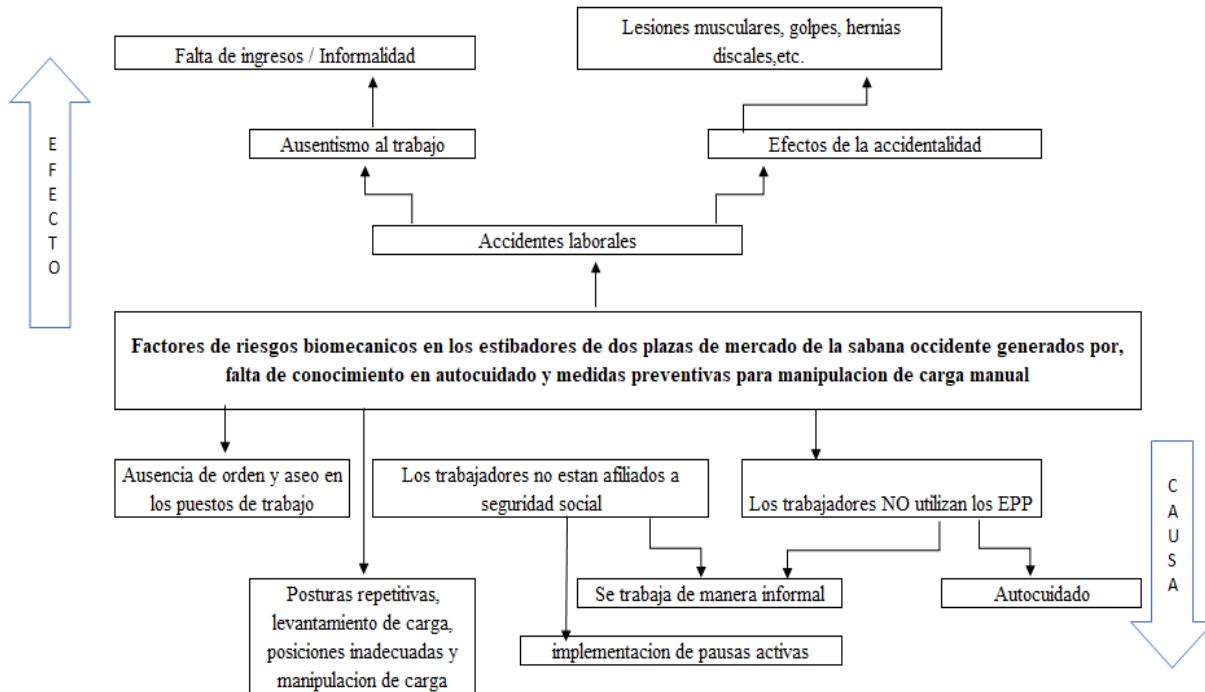 Lesiones musculares, golpes, hernias
discales,etc.
Falta de ingresos / Informalidad
E
F
E
C
T
O
Ausentismo al trabajo
Efectos de la accidentalidad
Accidentes laborales
Factores de riesgos biomecanicos en los estibadores de dos plazas de mercado de la sabana occidente generados por,
falta de conocimiento en autocuidado y medidas preventivas para manipulacion de carga manual
Ausencia de orden y aseo en
los puestos de trabajo
Los trabajadores no estan afiliados a
seguridad social
Los trabajadores NO utilizan los EPP
C
A
U
S
A
Posturas repetitivas,
levantamiento de carga,
posiciones inadecuadas y
manipulacion de carga
Se trabaja de manera informal
Autocuidado
implementacion de pausas activas